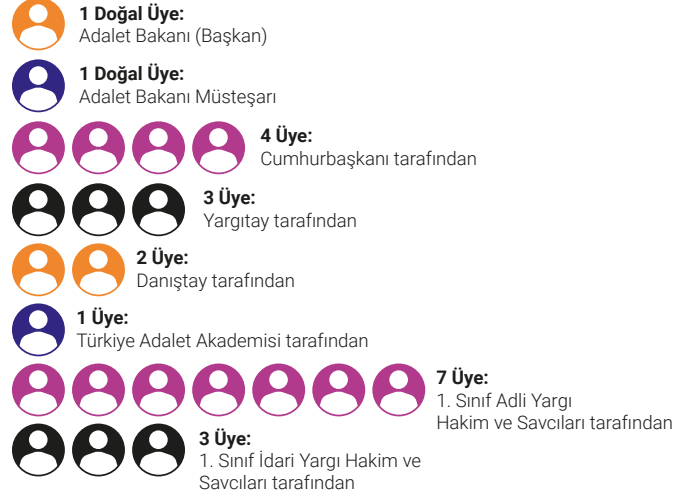 1 Doğal Üye:
Adalet Bakanı (Başkan)
1 Doğal Üye:
Adalet Bakanı Müsteşarı
4 Üye:
Cumhurbaşkanı tarafından
3 Üye:
Yargıtay tarafından
2 Üye:
Danıştay tarafından
1 Üye:
Türkiye Adalet Akademisi tarafından
7 Üye:
1. Sınıf Adli Yargı
Hakim ve Savcıları tarafından
3 Üye:
1. Sınıf İdari Yargı Hakim ve
Savcıları tarafından